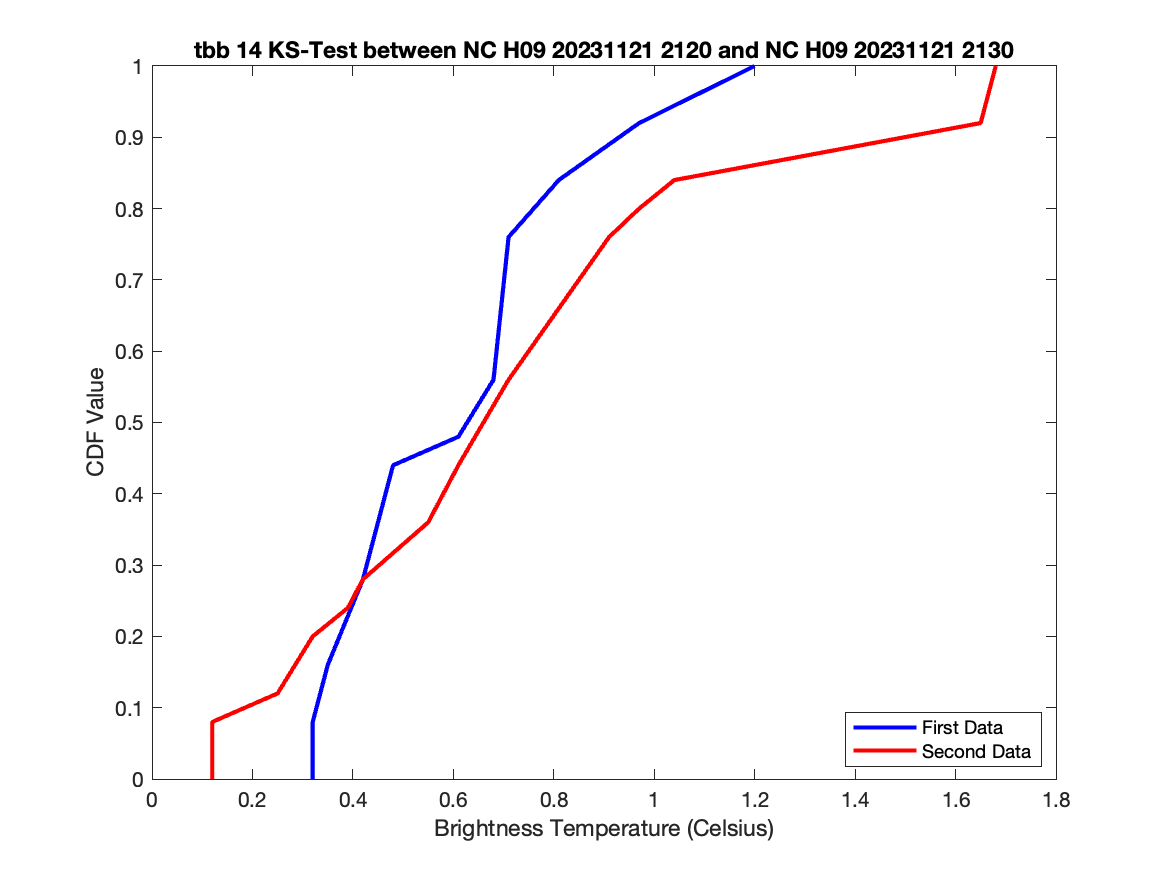 tbb 14 KS-Test between NC H09 20231121 2120 and NC H09 20231121 2130
1
0.9
0.8
0.7
0.6
0.5
0.4
0.3
0.2
0.1
0
CDF Value
First Data
Second Data
0 0.2 0.4 0.6 0.8 1 1.2 1.4 1.6 1.8
Brightness Temperature (Celsius)